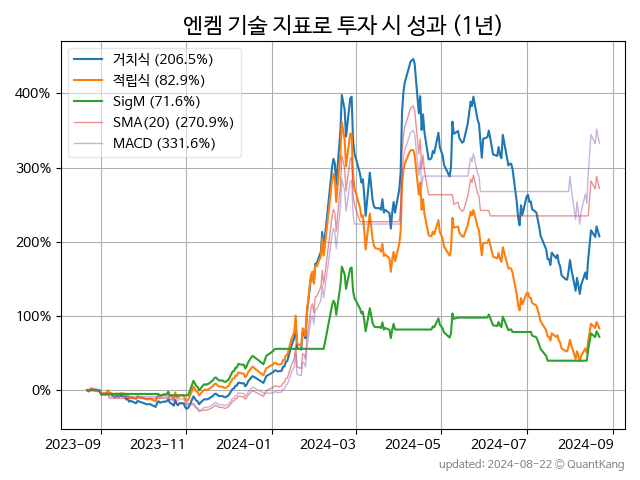 엔켐 기술 지표로 투자 시 성과 (1년)
거치식 (206.5%)
적립식 (82.9%)
SigM (71.6%)
SMA(20) (270.9%)
MACD (331.6%)
400%
300%
200%
100%
0%
2023-09 2023-11 2024-01 2024-03 2024-05 2024-07 2024-09
updated: 2024-08-22 © QuantKang